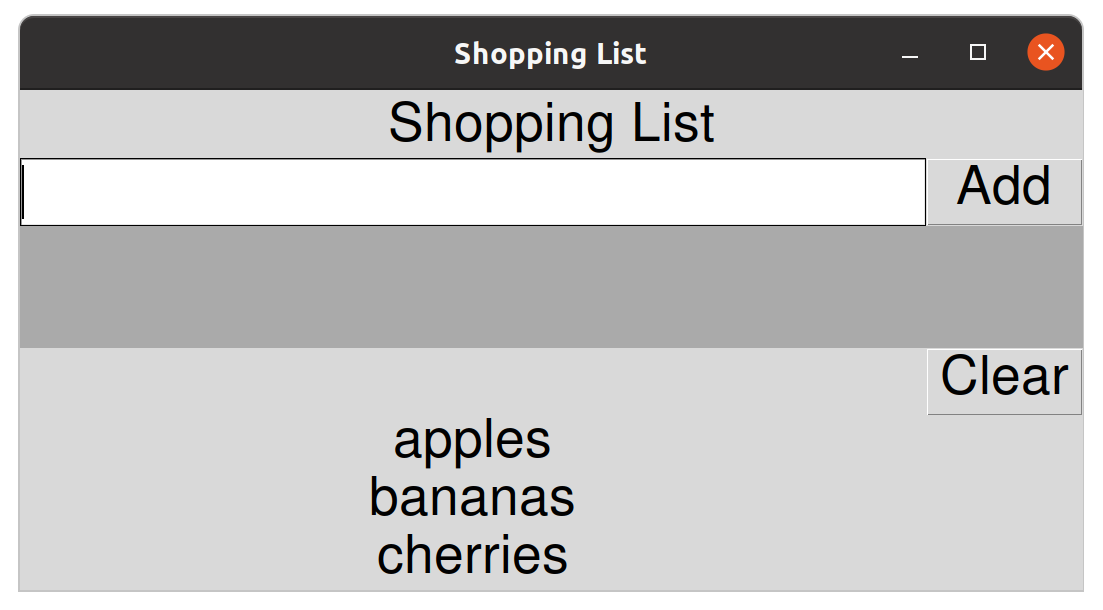 Shopping List
Shopping List
Add
Clear
apples
bananas
cherries